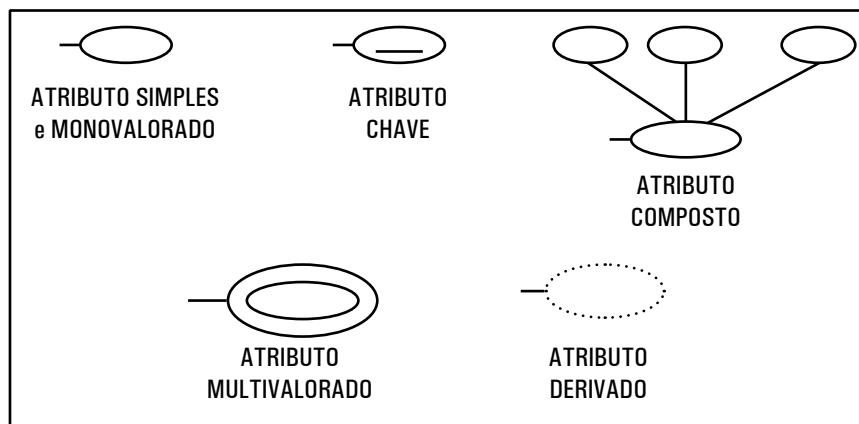 ATRIBUTO SIMPLES
e MONOVALORADO
ATRIBUTO
CHAVE
ATRIBUTO
COMPOSTO
ATRIBUTO
MULTIVALORADO
ATRIBUTO
DERIVADO